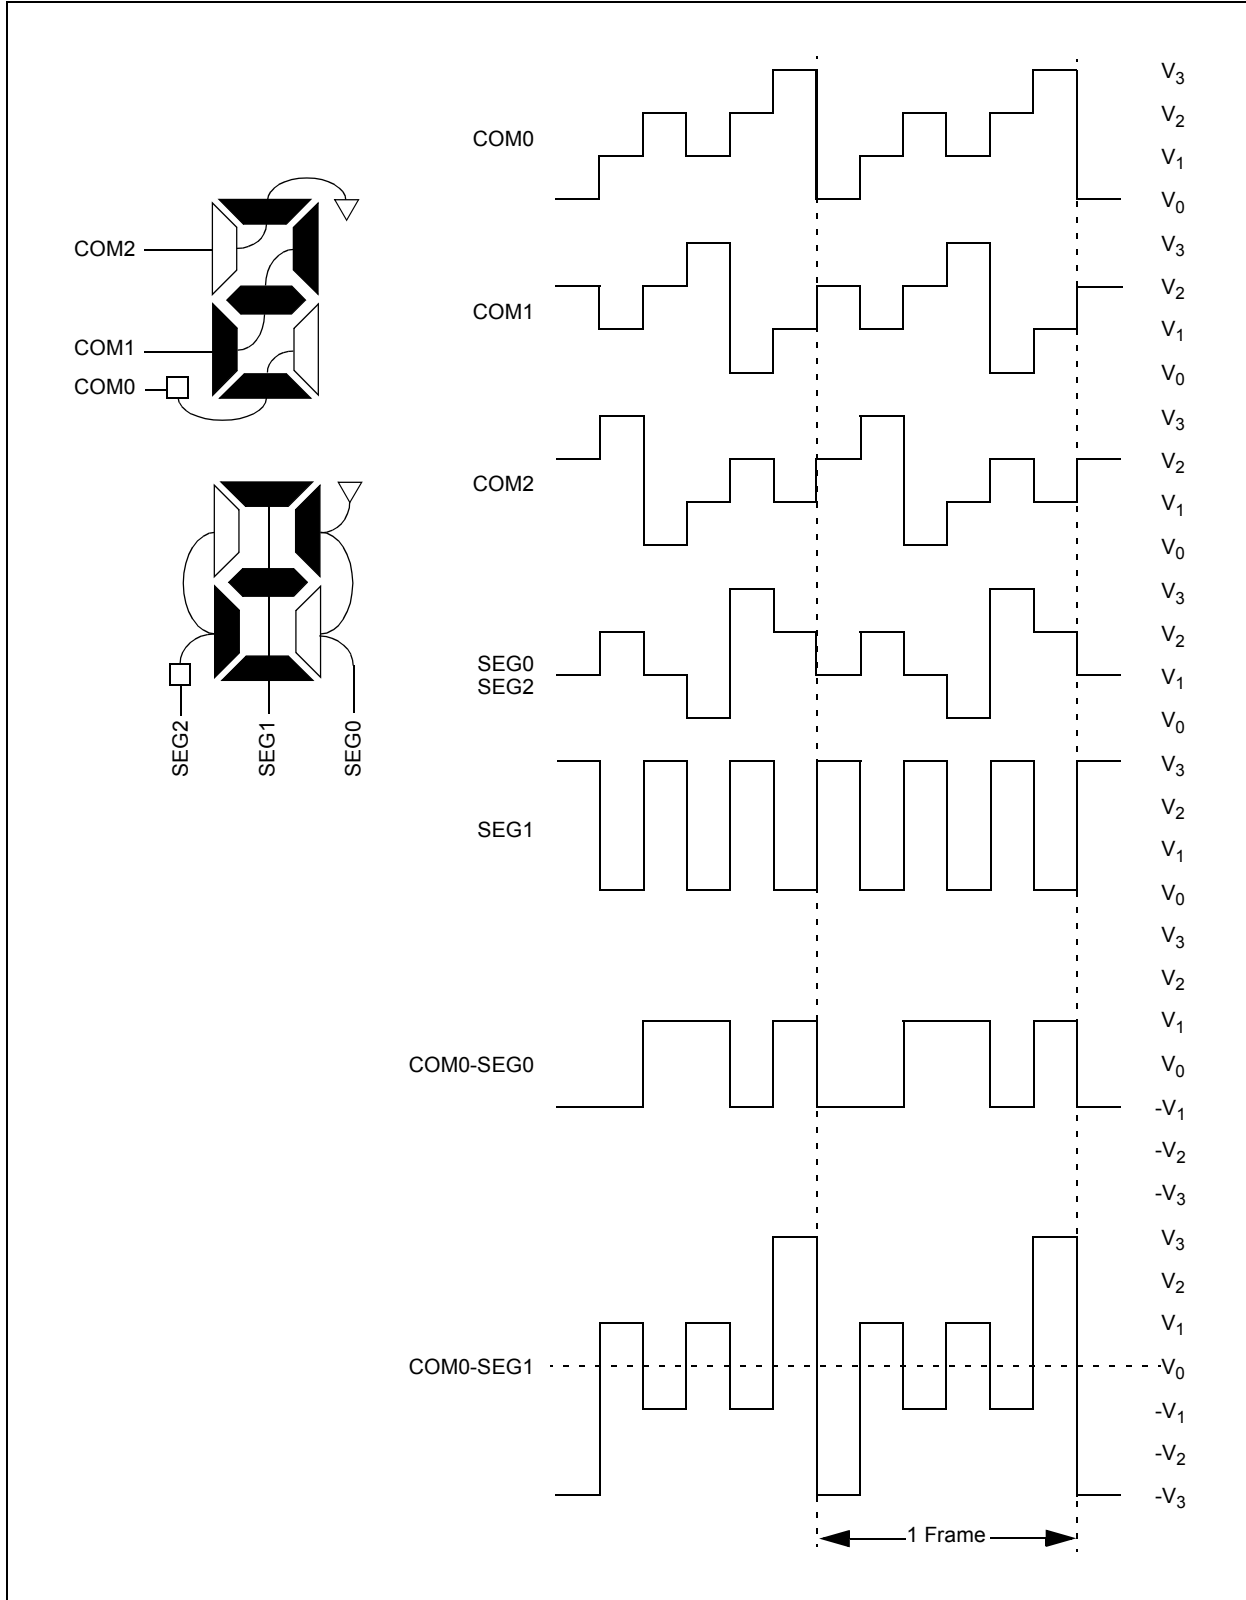 COM2
COM1
COM0
SEG2
SEG1
SEG0
COM0
V3
V2
V1
V0
COM1
V3
V2
V1
V0
COM2
V3
V2
V1
V0
SEG0
SEG2
V3
V2
V1
V0
SEG1
V3
V2
V1
V0
COM0-SEG0
V3
V2
V1
V0
-V1
-V2
-V3
COM0-SEG1
V3
V2
V1
V0
-V1
-V2
-V3
1 Frame